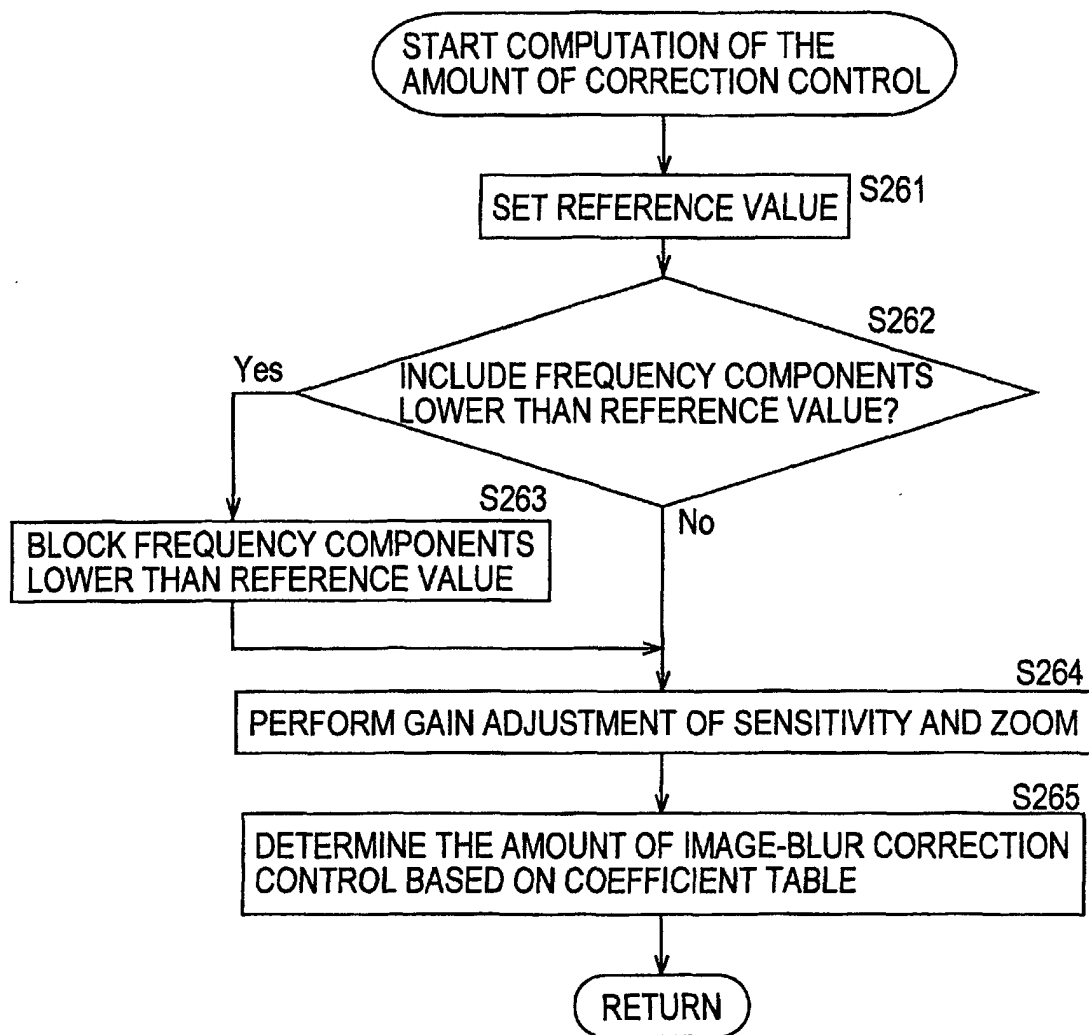 START COMPUTATION OF THE
AMOUNT OF CORRECTION CONTROL
S261
SET REFERENCE VALUE
S262
Yes
INCLUDE FREQUENCY COMPONENTS
LOWER THAN REFERENCE VALUE?
S263
No
BLOCK FREQUENCY COMPONENTS
LOWER THAN REFERENCE VALUE
S264
PERFORM GAIN ADJUSTMENT OF SENSITIVITY AND ZOOM
S265
DETERMINE THE AMOUNT OF IMAGE-BLUR CORRECTION
CONTROL BASED ON COEFFICIENT TABLE
RETURN